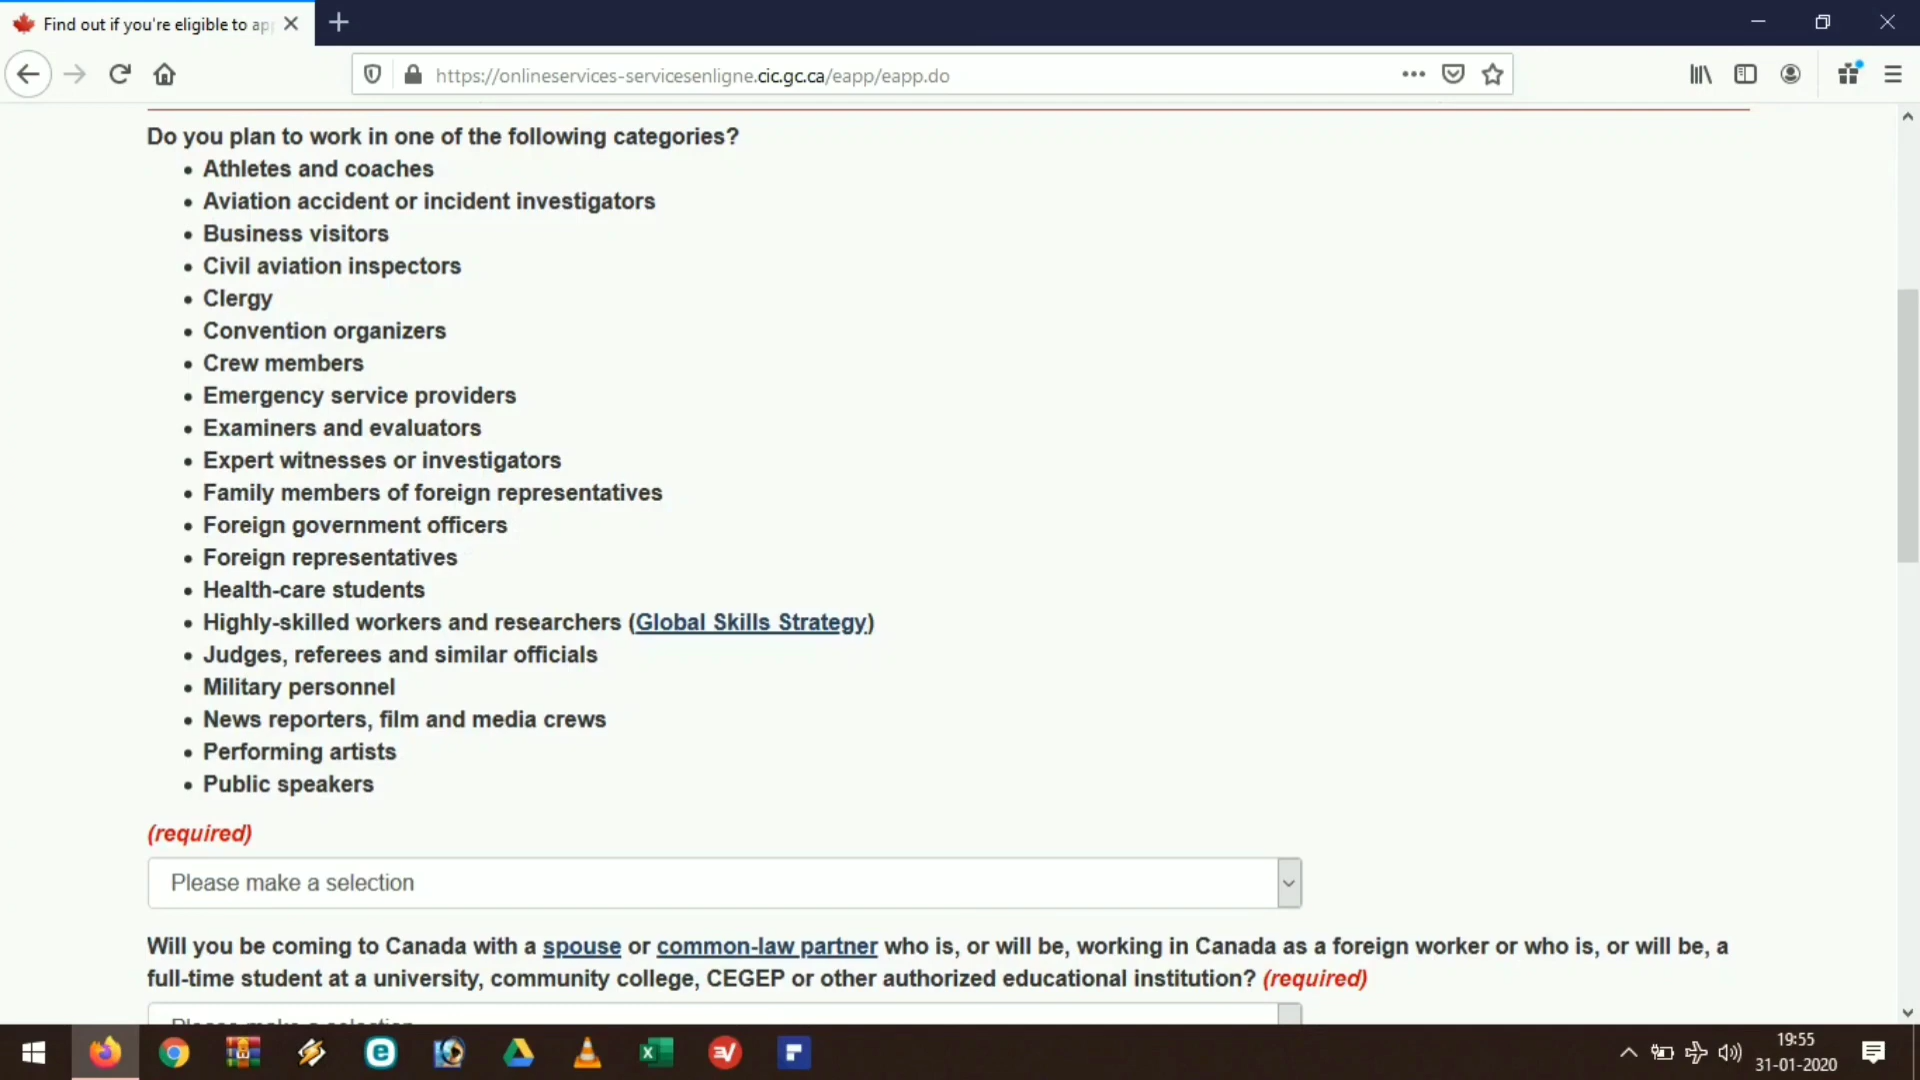 Find out if you're eligible to ap
https://onlineservices-servicesenligne.cic.gc.ca/eapp/eapp.do
Do you plan to work in one of the following categories?
Athletes and coaches
Aviation accident or incident investigators
Business visitors
Civil aviation inspectors
Clergy
Convention organizers
Crew members
Emergency service providers
Examiners and evaluators
Expert witnesses or investigators
Family members of foreign representatives
Foreign government officers
Foreign representatives
Health-care students
Highly-skilled workers and researchers (Global Skills Strategy)
Judges, referees and similar officials
Military personnel
News reporters, film and media crews
Performing artists
Public speakers
(required)
Please make a selection
Will you be coming to Canada with a spouse or common-law partner who is, or will be, working in Canada as a foreign worker or who is, or will be, a
full-time student at a university, community college, CEGEP or other authorized educational institution? (required)
Please make a selection
19:55
31-01-2020